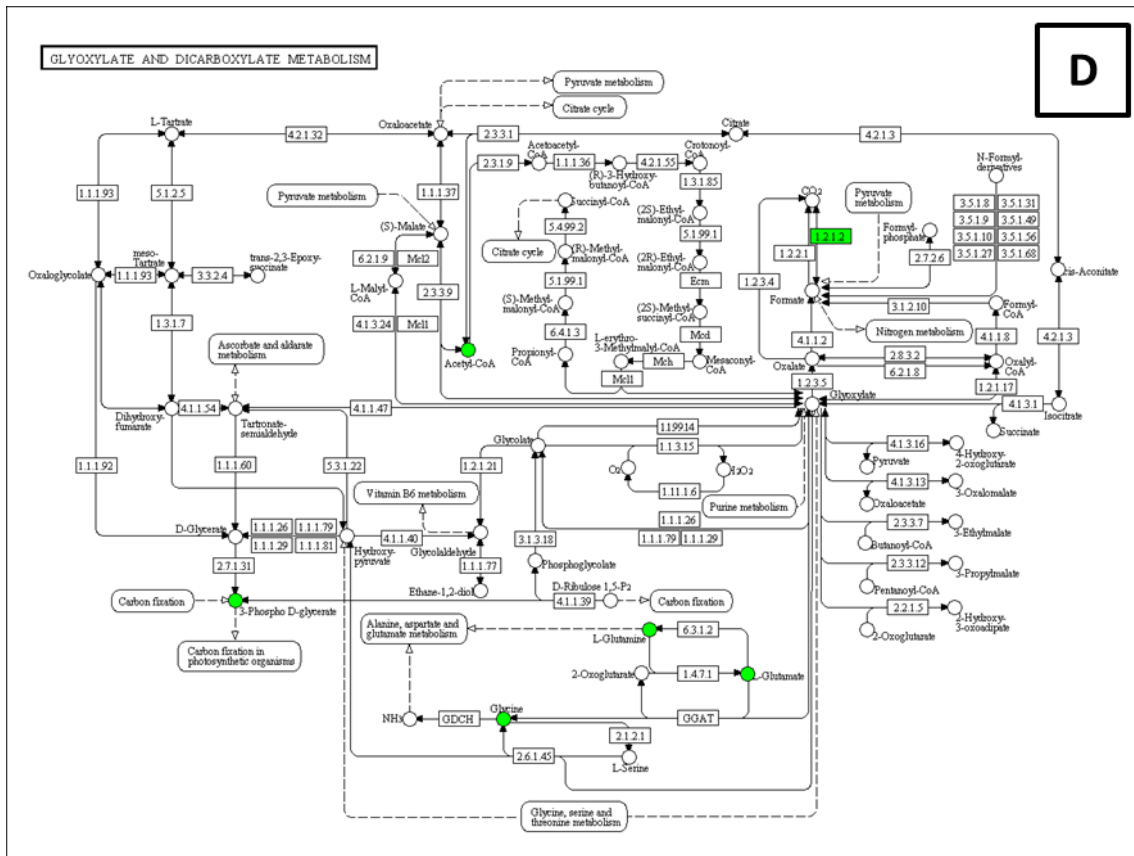 D
GLYOXYLATE AND DICARBOXYLATE METABOLISM
Pyruvate metabolism
Citrate cycle
L-Tartrate
4.2.1.32
Oxaloacetate
2.3.3.1
Citrate
4.2.1.3
Acetoacetyl-
CoA
2.3.1.9
1.1.1.36
(R)-3-Hydroxy-
butanoyl-CoA
4.2.1.55
Crotonoyl-
CoA
N-Formyl-
derivatives
1.1.1.93
5.1.2.5
1.1.1.37
1.3.1.85
Pyruvate metabolism
Succinyl-CoA
(2S)-Ethyl-
malonyl-CoA
CO2
Pyruvate
metabolism
3.5.1.8
3.5.1.31
3.5.1.9
3.5.1.49
3.5.1.10
3.5.1.56
3.5.1.27
3.5.1.68
(S)-Malate
5.4.99.2
5.1.99.1
1.2.1.2
Formyl
phosphate
Citrate cycle
(R)-Methyl-
malonyl-CoA
1.2.2.1
2.7.2.6
6.2.1.9
Mcl2
(2R)-Ethyl-
malonyl-CoA
Oxaloglycolate
1.1.1.93
meso-
Tartrate
3.3.2.4
trans-2,3-Epoxy-
succinate
L-Malyl-
CoA
2.3.3.9
5.1.99.1
Ecm
1.2.3.4
Formate
cis-Aconitate
(S)-Methyl-
malonyl-CoA
(2S)-Methyl-
succinyl-CoA
3.1.2.10
Formyl-
CoA
1.3.1.7
4.1.3.24
Mcl1
6.4.1.3
Mcd
Nitrogen metabolism
4.2.1.3
L-erythro-
3-Methylmalyl-CoA
4.1.1.2
4.1.1.8
Ascorbate and aldarate
metabolism
Acetyl-CoA
Propionyl-
CoA
Mch
Mesaconyl-
CoA
Oxalate
2.8.3.2
6.2.1.8
Oxalyl-
CoA
Mcl1
1.2.3.5
1.2.1.17
Dihydroxy-
fumarate
4.1.1.54
Tartronate-
semialdehyde
4.1.1.47
Glyoxylate
4.1.3.1
Isocitrate
Succinate
1.1.99.14
Glycolate
1.1.3.15
4.1.3.16
4-Hydroxy-
2-oxoglutarate
Pyruvate
1.1.1.92
1.1.1.60
5.3.1.22
1.2.1.21
O2
H2O2
1.11.1.6
4.1.3.13
3-Oxalomalate
Oxaloacetate
Vitamin B6 metabolism
Purine metabolism
1.1.1.26
1.1.1.79
1.1.1.29
2.3.3.7
3-Ethylmalate
Butanoyl-CoA
D-Glycerate
1.1.1.26
1.1.1.79
1.1.1.29
1.1.1.81
Hydroxy-
pyruvate
4.1.1.40
Glycolaldehyde
3.1.3.18
Phosphoglycolate
2.3.3.12
3-Propylmalate
Pentanoyl-CoA
2.7.1.31
1.1.1.77
Ethane-1,2-diol
D-Ribulose 1,5-P2
2.2.1.5
2-Hydroxy-
3-oxoadipate
2-Oxoglutarate
Carbon fixation
3-Phospho D-glycerate
4.1.1.39
Carbon fixation
Carbon fixation in
photosynthetic organisms
Alanine, aspartate and
glutamate metabolism
L-Glutamine
6.3.1.2
2-Oxoglutarate
1.4.7.1
L-Glutamate
NH3
GDCH
Glycine
GGAT
2.1.2.1
2.6.1.45
L-Serine
Glycine, serine and
threonine metabolism